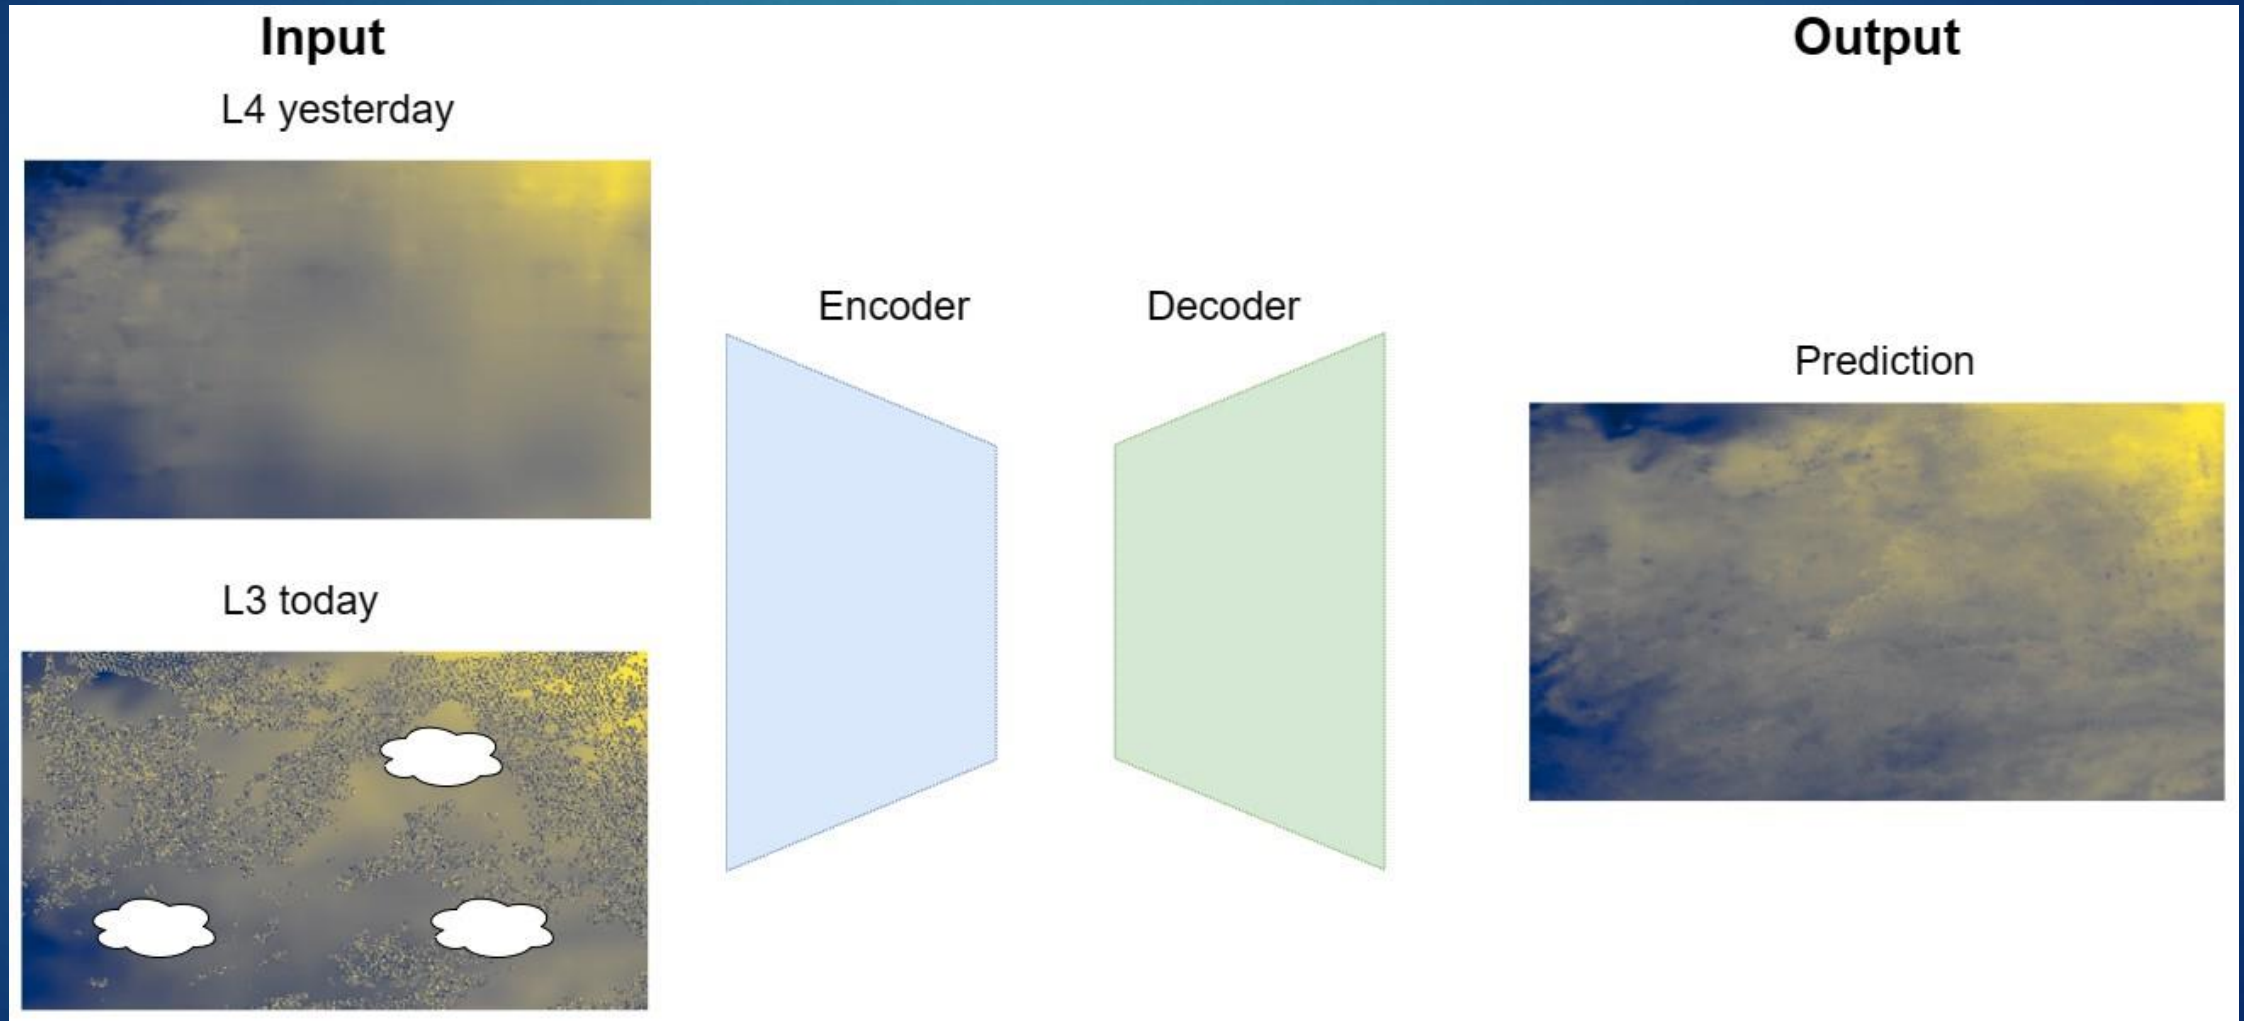 Input
L4 yesterday
L3 today
Encoder
Decoder
Output
Prediction